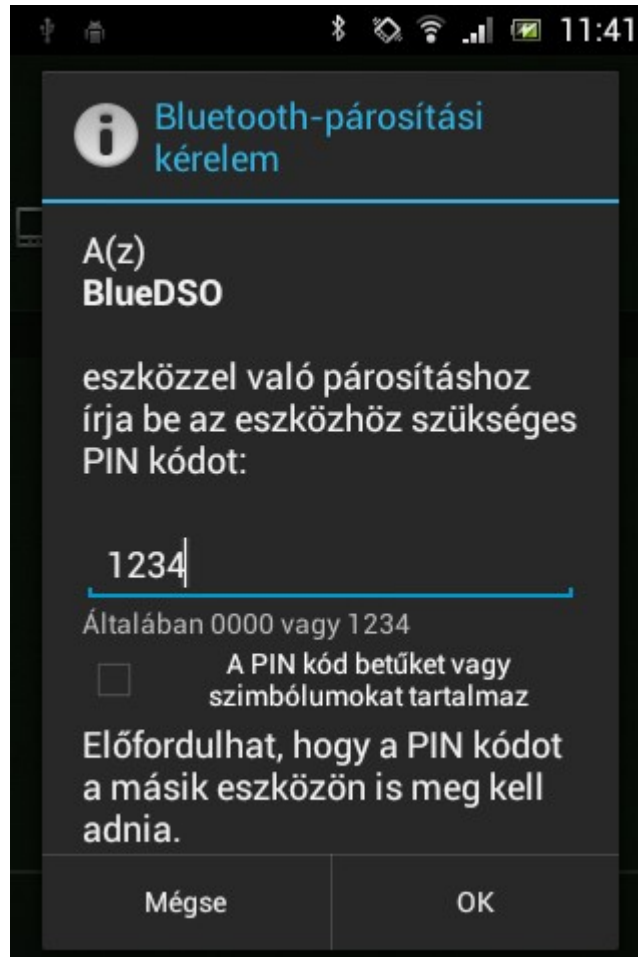 11:41
Bluetooth-párosítási
kérelem
A(z)
BlueDSO
eszközzel való párosításhoz
írja be az eszközhöz szükséges
PIN kódot:
1234
Általában 0000 vagy 1234
A PIN kód betűket vagy
szimbólumokat tartalmaz
Előfordulhat, hogy a PIN kódot
a másik eszközön is meg kell
adnia.
Mégse
OK